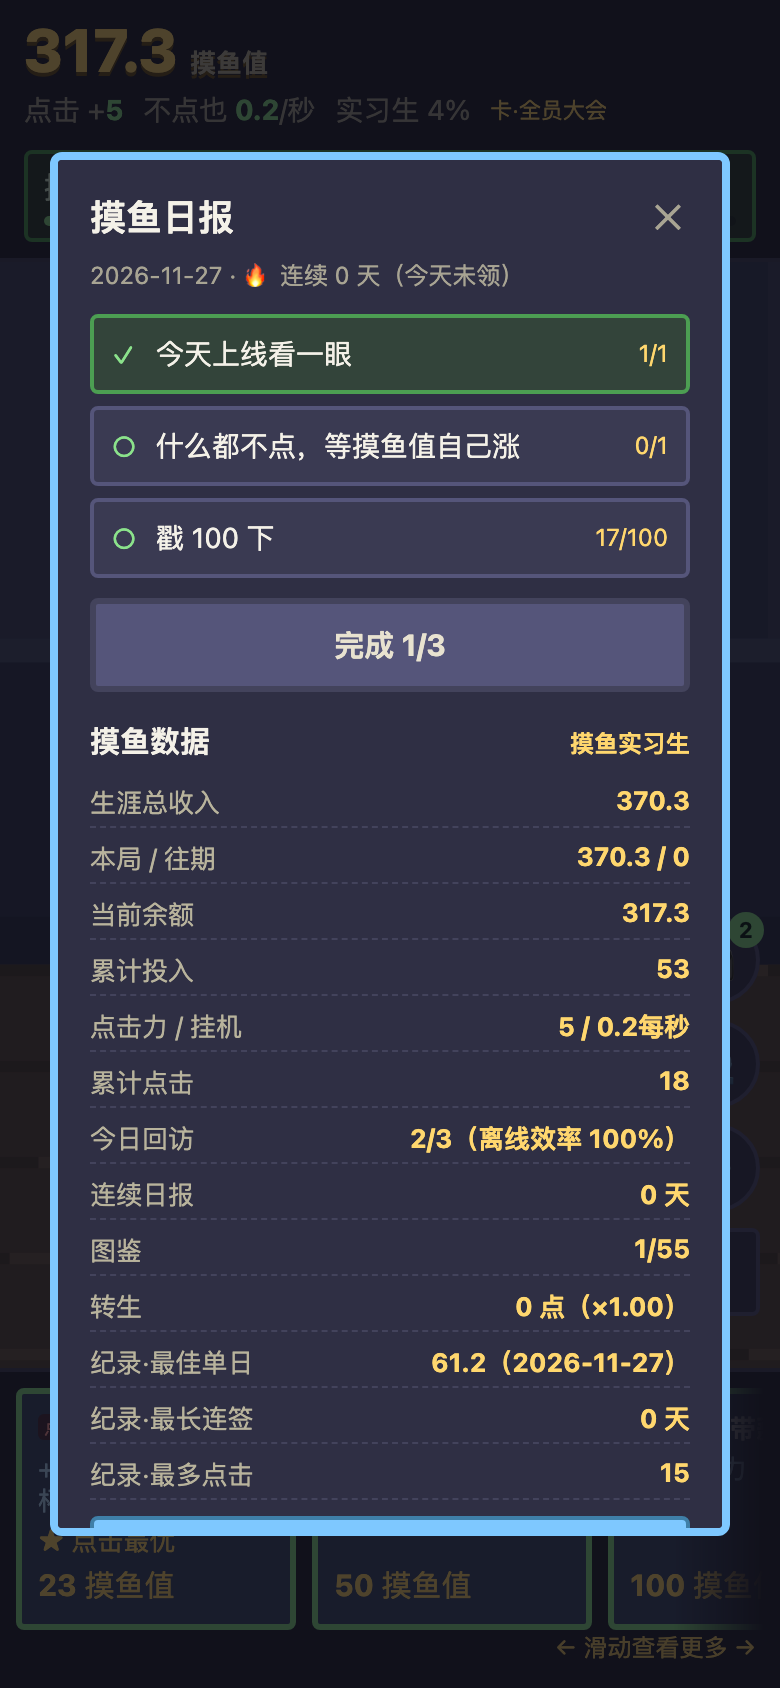 317.3 摸鱼值
点击 +5 不点也 0.2/秒 实习生 4% 卡·全员大会
摸鱼日报
2026-11-27 · 🔥 连续 0 天（今天未领）
✓ 今天上线看一眼 1/1
什么都不点，等摸鱼值自己涨 0/1
戳 100 下 17/100
完成 1/3
摸鱼数据 摸鱼实习生
生涯总收入 370.3
本局 / 往期 370.3 / 0
当前余额 317.3
累计投入 53
点击力 / 挂机 5 / 0.2每秒
累计点击 18
今日回访 2/3（离线效率 100%）
连续日报 0 天
图鉴 1/55
转生 0 点（×1.00）
纪录·最佳单日 61.2（2026-11-27）
纪录·最长连签 0 天
纪录·最多点击 15
2
带
力
★ 点击最优
23 摸鱼值
50 摸鱼值
100 摸鱼
← 滑动查看更多 →